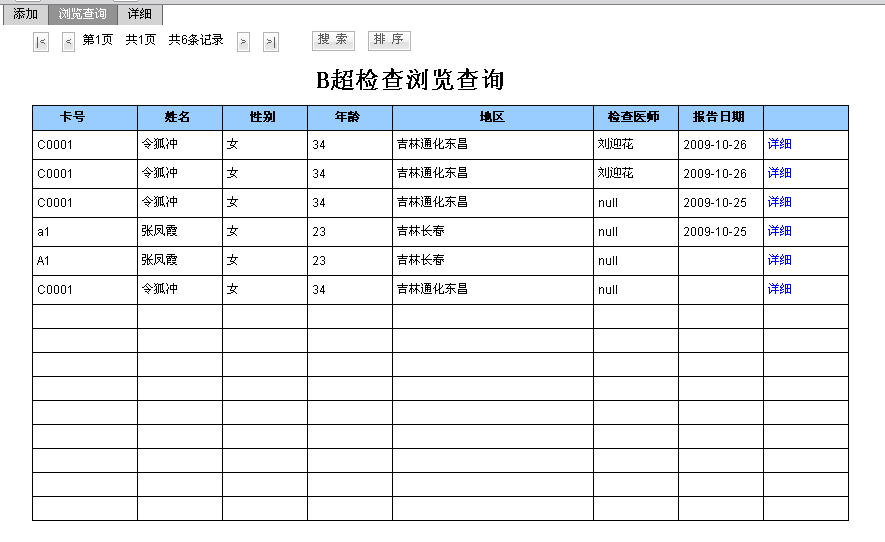 添加 浏览查询 详细
|< < 第1页 共1页 共6条记录 > >| 搜 索 排 序
B超检查浏览查询
卡号 姓名 性别 年龄 地区 检查医师 报告日期
C0001 令狐冲 女 34 吉林通化东昌 刘迎花 2009-10-26 详细
C0001 令狐冲 女 34 吉林通化东昌 刘迎花 2009-10-26 详细
C0001 令狐冲 女 34 吉林通化东昌 null 2009-10-25 详细
a1 张凤霞 女 23 吉林长春 null 2009-10-25 详细
A1 张凤霞 女 23 吉林长春 null 详细
C0001 令狐冲 女 34 吉林通化东昌 null 详细